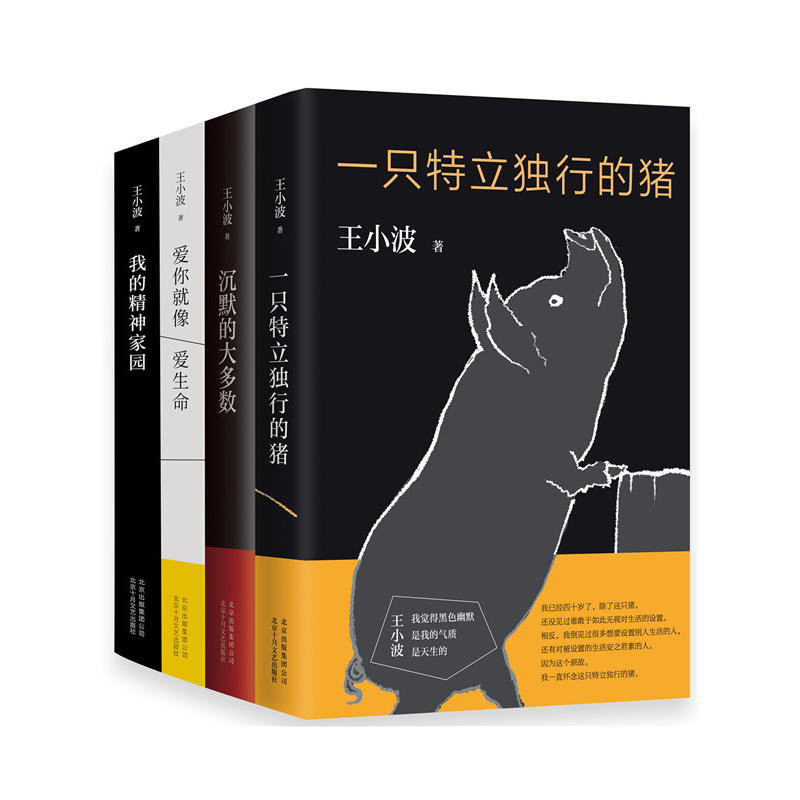 王小波 著
我的精神家园
北京出版集团公司
北京十月文艺出版社
王小波 著
爱你就像
爱生命
北京出版集团公司
北京十月文艺出版社
王小波 著
沉默的大多数
北京出版集团公司
北京十月文艺出版社
王小波 著
一只特立独行的猪
北京出版集团公司
北京十月文艺出版社
一只特立独行的猪
王小波 著
王小波
我觉得黑色幽默
是我的气质
是天生的
我已经四十岁了,除了这只猪,
还没见过谁敢于如此无视对生活的设置。
相反,我倒见过很多想要设置别人生活的人,
还有对被设置的生活安之若素的人。
因为这个原故,
我一直怀念这只特立独行的猪。